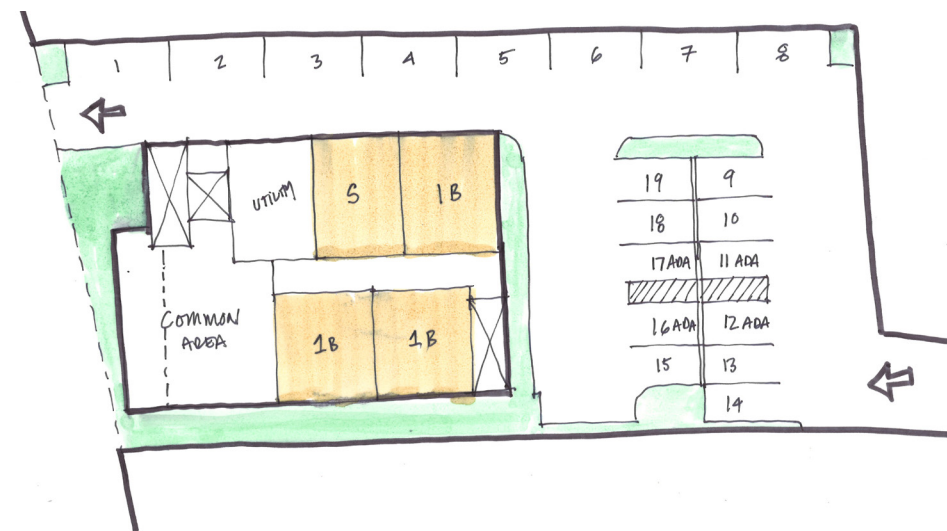 1 2 3 4 5 6 7 8
UTILITY
S
1B
COMMON
AREA
1B
1B
19 9
18 10
17 ADA 11 ADA
16 ADA 12 ADA
15 13
14